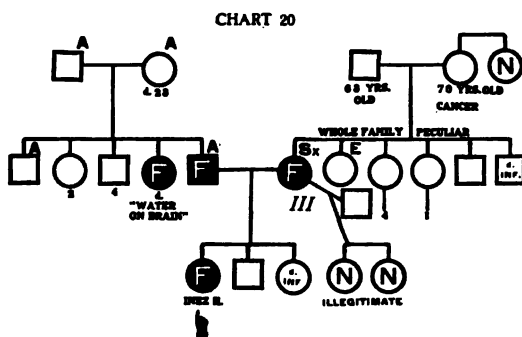 CHART 20
A A
N
d. 23
63 YRS. OLD
70 YRS. OLD
CANCER
WHOLE FAMILY PECULIAR
A A Sx E
F F F
2 4 d. 4 1 d. INF.
"WATER ON BRAIN"
III
F d. INF N N
INEZ H. ILLEGITIMATE